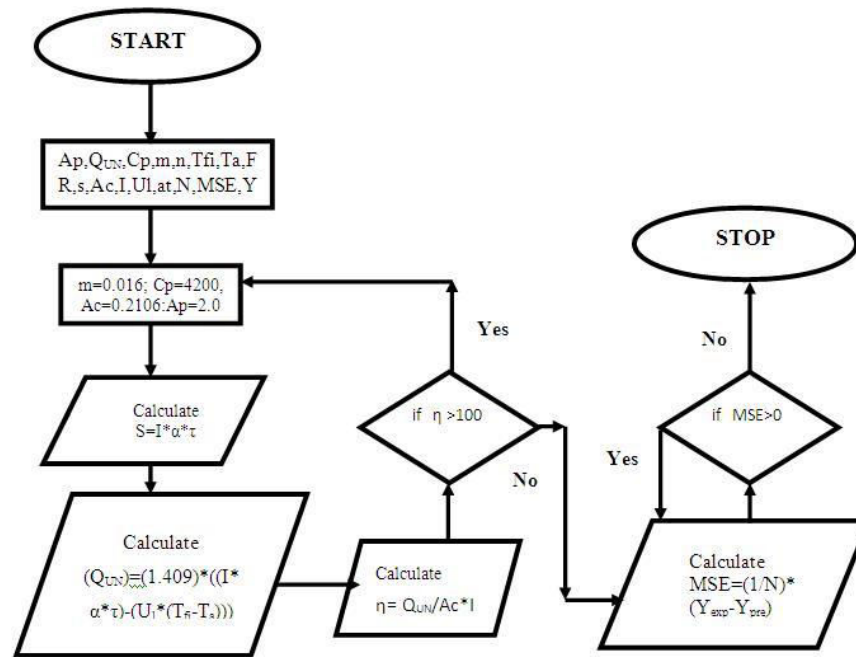 START
Ap,QUN,Cp,m,n,Tfi,Ta,F
R,s,Ac,I,Ul,at,N,MSE,Y
m=0.016; Cp=4200,
Ac=0.2106:Ap=2.0
Calculate
S=I*α*τ
Calculate
(QUN)=(1.409)*((I*
α*τ)-(Ul*(Tfi-Ta)))
Calculate
η= QUN/Ac*I
if η >100
Yes
No
Calculate
MSE=(1/N)*
(Yexp-Ypre)
if MSE>0
Yes
No
STOP